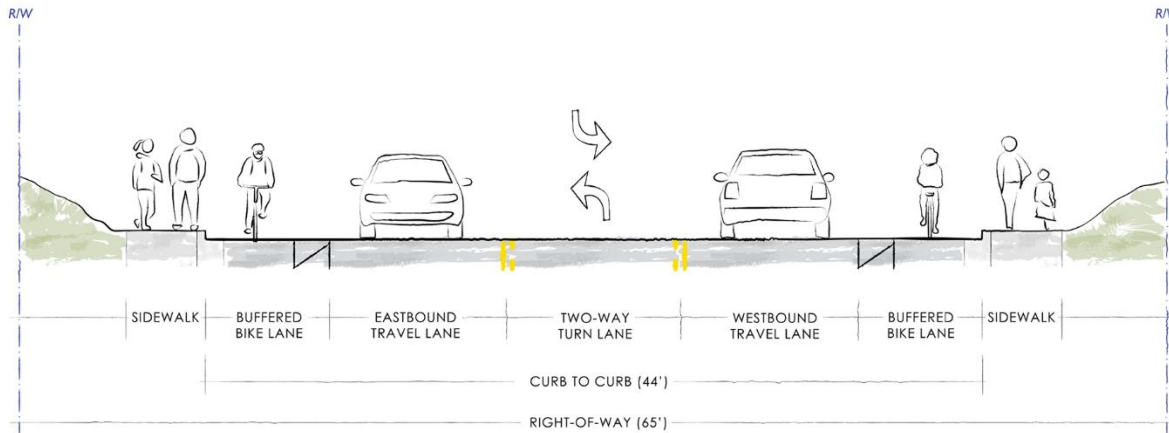 R/W
SIDEWALK
BUFFERED
BIKE LANE
EASTBOUND
TRAVEL LANE
TWO-WAY
TURN LANE
WESTBOUND
TRAVEL LANE
BUFFERED
BIKE LANE
SIDEWALK
CURB TO CURB (44')
RIGHT-OF-WAY (65')